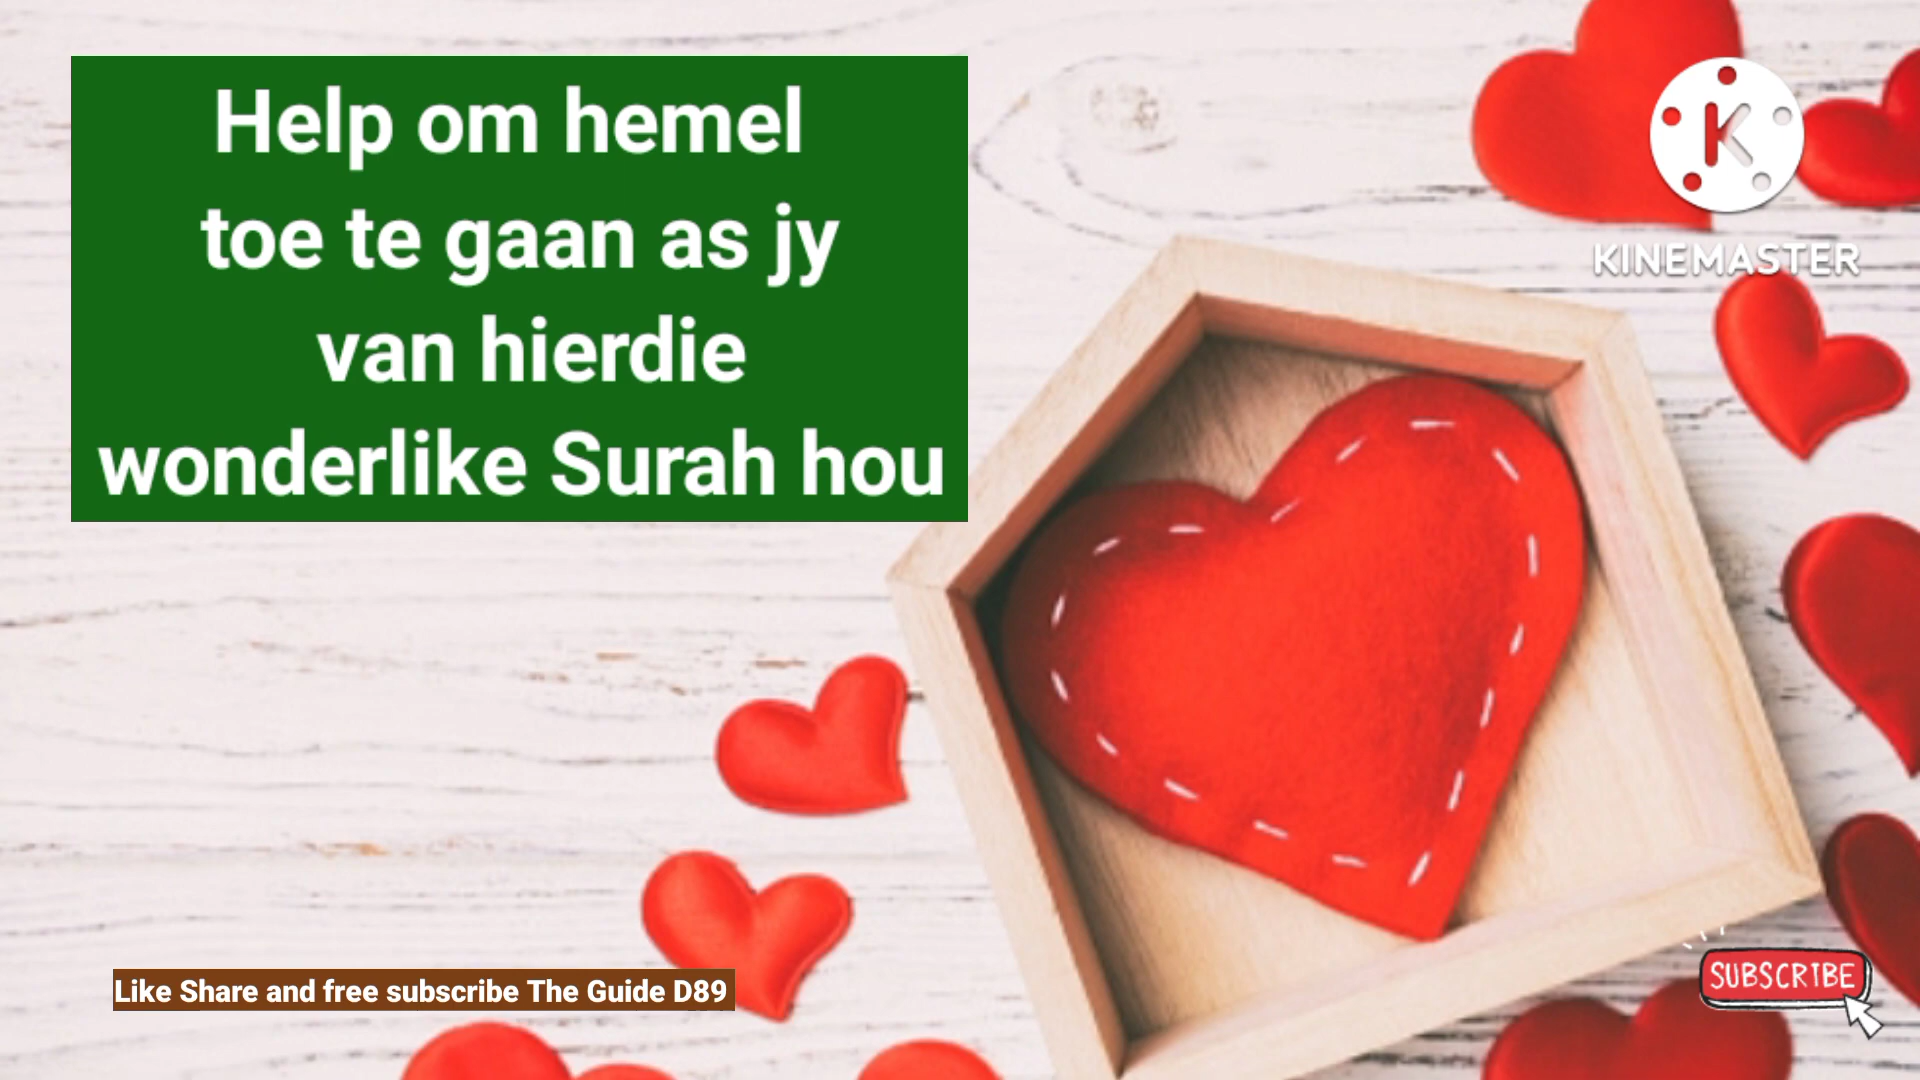 Help om hemel
toe te gaan as jy
van hierdie
wonderlike Surah hou
K
KINEMASTER
Like Share and free subscribe The Guide D89
SUBSCRIBE